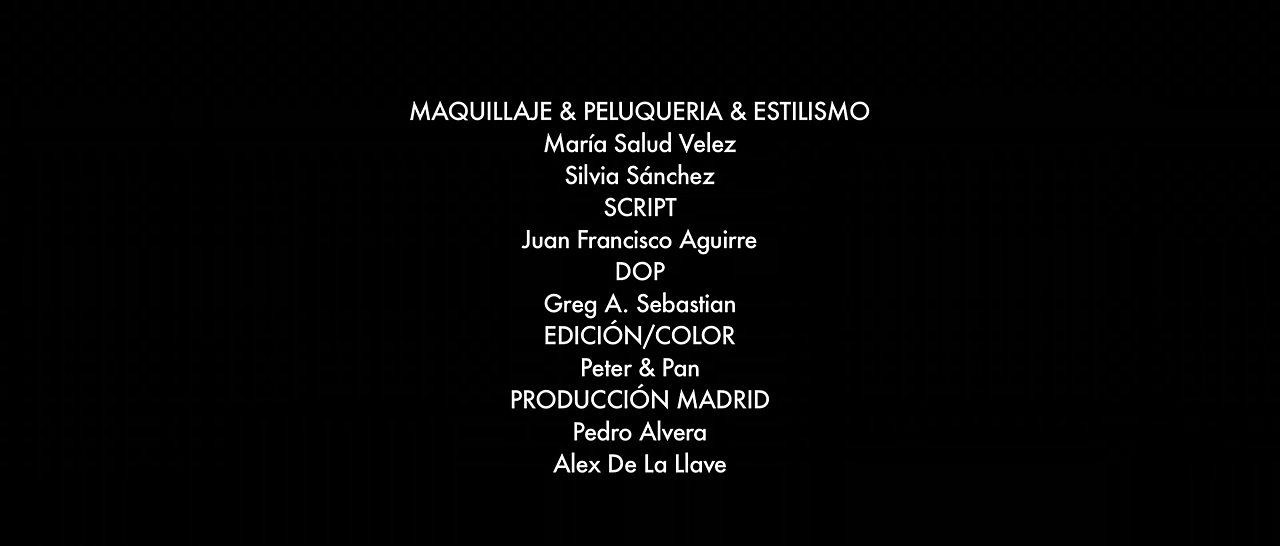 MAQUILLAJE & PELUQUERIA & ESTILISMO
María Salud Velez
Silvia Sánchez
SCRIPT
Juan Francisco Aguirre
DOP
Greg A. Sebastian
EDICIÓN/COLOR
Peter & Pan
PRODUCCIÓN MADRID
Pedro Alvera
Alex De La Llave